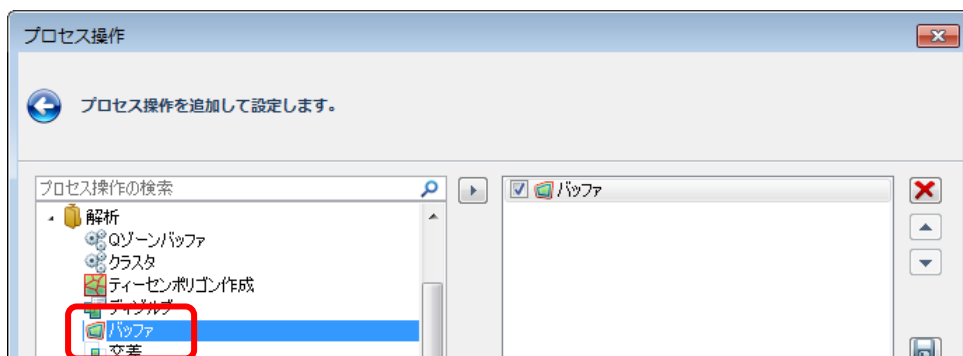 プロセス操作
プロセス操作を追加して設定します。
プロセス操作の検索
解析
Qゾーンバッファ
クラスタ
ティーセンポリゴン作成
ディゾルブ
バッファ
交差
バッファ